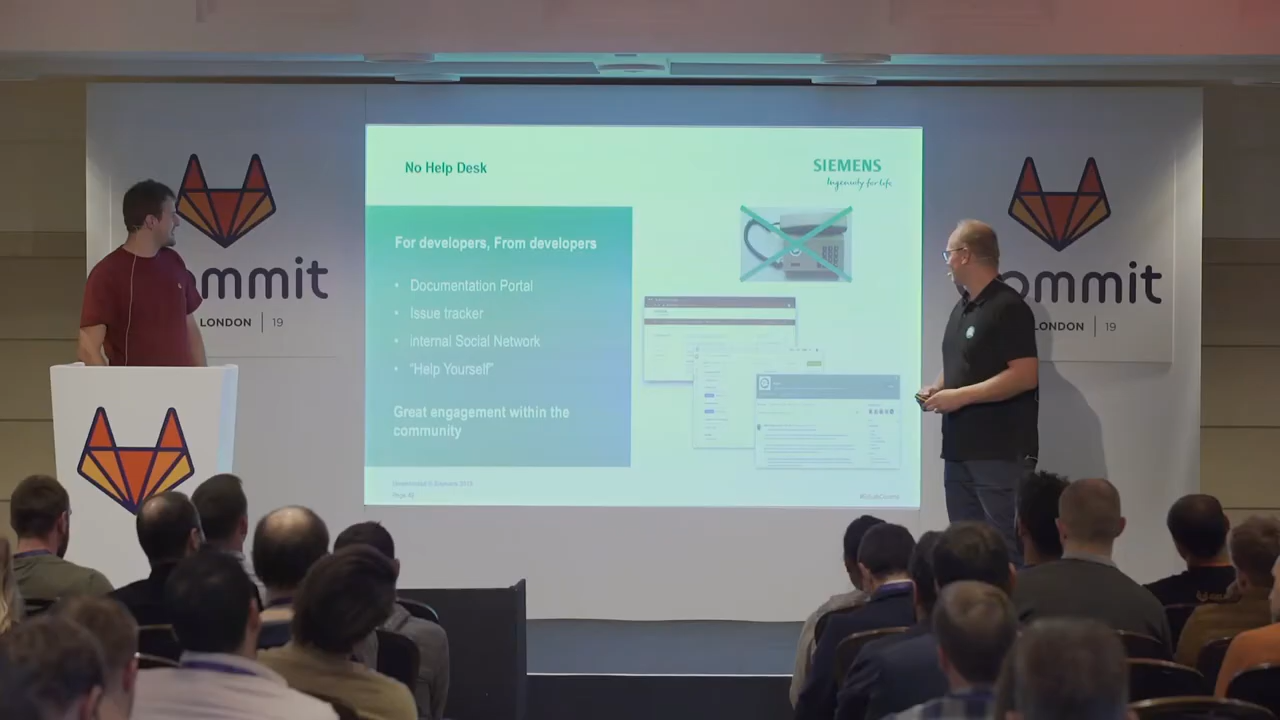 No Help Desk
SIEMENS
Ingenuity for life
For developers, From developers
• Documentation Portal
• Issue tracker
• internal Social Network
• "Help Yourself"
Great engagement within the
community
ommit
LONDON | 19
ommit
LONDON | 19